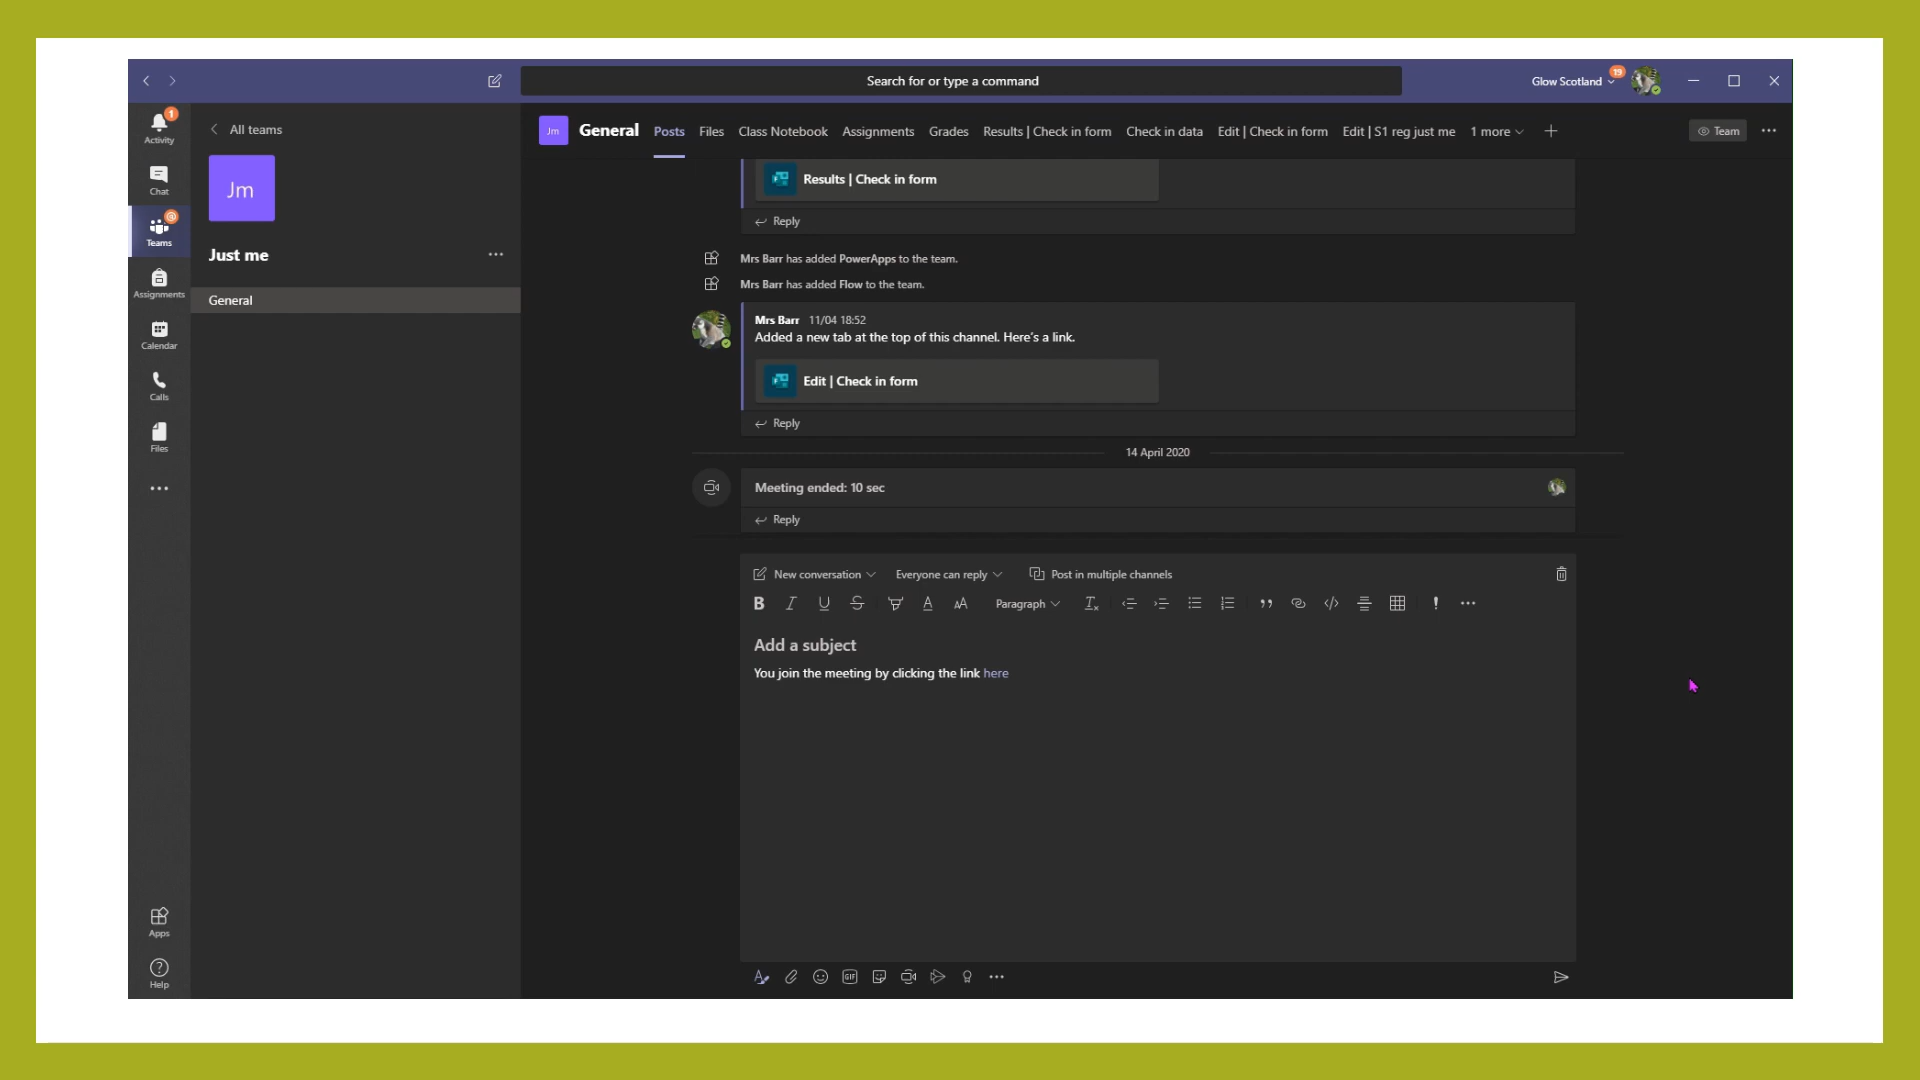 Search for or type a command
Glow Scotland
19
1
Activity
Chat
@
Teams
Assignments
Calendar
Calls
Files
Apps
Help
All teams
Jm
Just me
General
Jm
General
Posts
Files
Class Notebook
Assignments
Grades
Results | Check in form
Check in data
Edit | Check in form
Edit | S1 reg just me
1 more
Team
Results | Check in form
Reply
Mrs Barr has added PowerApps to the team.
Mrs Barr has added Flow to the team.
Mrs Barr 11/04 18:52
Added a new tab at the top of this channel. Here's a link.
Edit | Check in form
Reply
14 April 2020
Meeting ended: 10 sec
Reply
New conversation
Everyone can reply
Post in multiple channels
B I U S A AA Paragraph
Add a subject
You join the meeting by clicking the link here
GIF